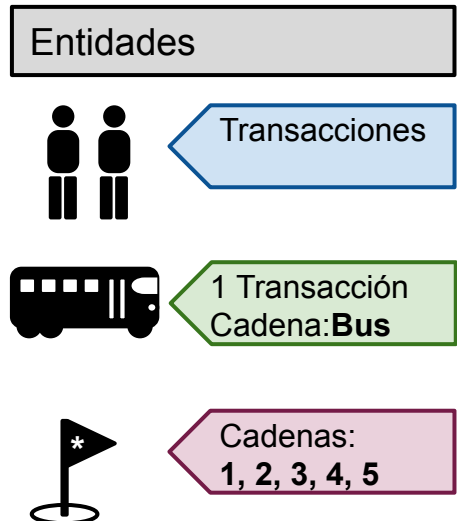 Entidades
Transacciones
1 Transacción
Cadena:Bus
*
Cadenas:
1, 2, 3, 4, 5